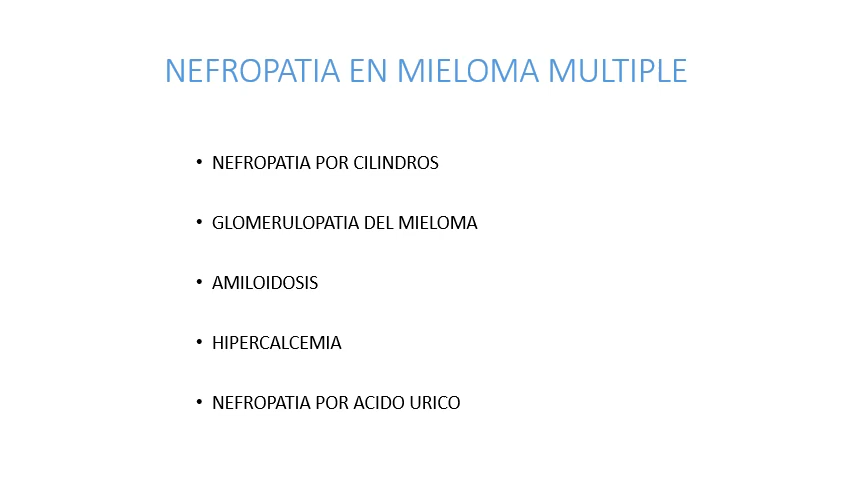 NEFROPATIA EN MIELOMA MULTIPLE
• NEFROPATIA POR CILINDROS
• GLOMERULOPATIA DEL MIELOMA
• AMILOIDOSIS
• HIPERCALCEMIA
• NEFROPATIA POR ACIDO URICO